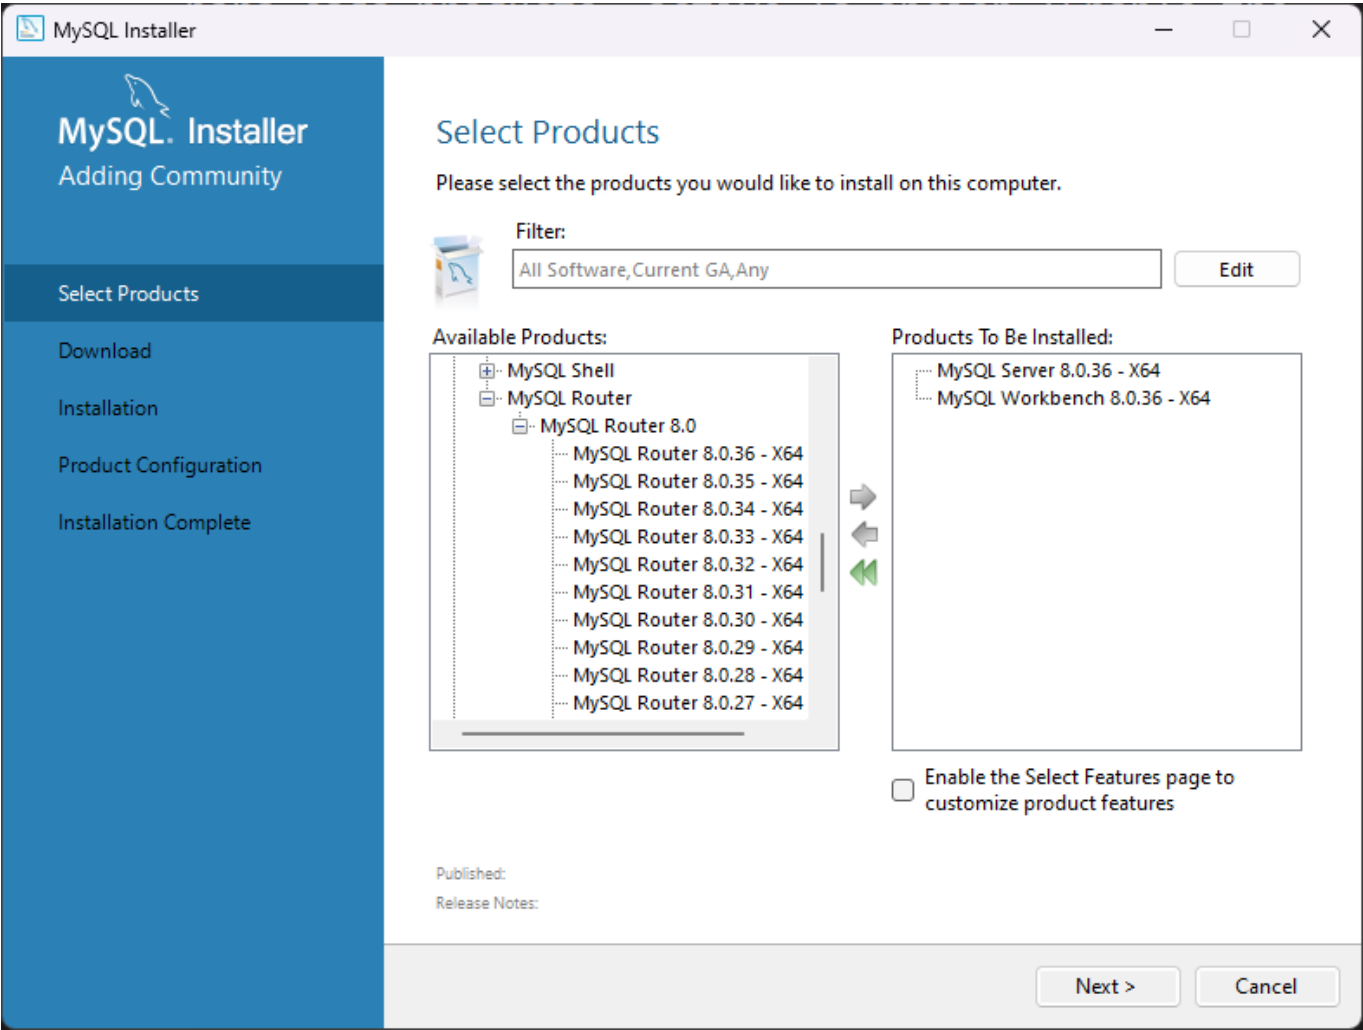 MySQL Installer
MySQL. Installer
Adding Community
Select Products
Download
Installation
Product Configuration
Installation Complete
Select Products
Please select the products you would like to install on this computer.
Filter:
All Software,Current GA,Any
Edit
Available Products:
MySQL Shell
MySQL Router
MySQL Router 8.0
MySQL Router 8.0.36 - X64
MySQL Router 8.0.35 - X64
MySQL Router 8.0.34 - X64
MySQL Router 8.0.33 - X64
MySQL Router 8.0.32 - X64
MySQL Router 8.0.31 - X64
MySQL Router 8.0.30 - X64
MySQL Router 8.0.29 - X64
MySQL Router 8.0.28 - X64
MySQL Router 8.0.27 - X64
Products To Be Installed:
MySQL Server 8.0.36 - X64
MySQL Workbench 8.0.36 - X64
Enable the Select Features page to
customize product features
Published:
Release Notes:
Next >
Cancel